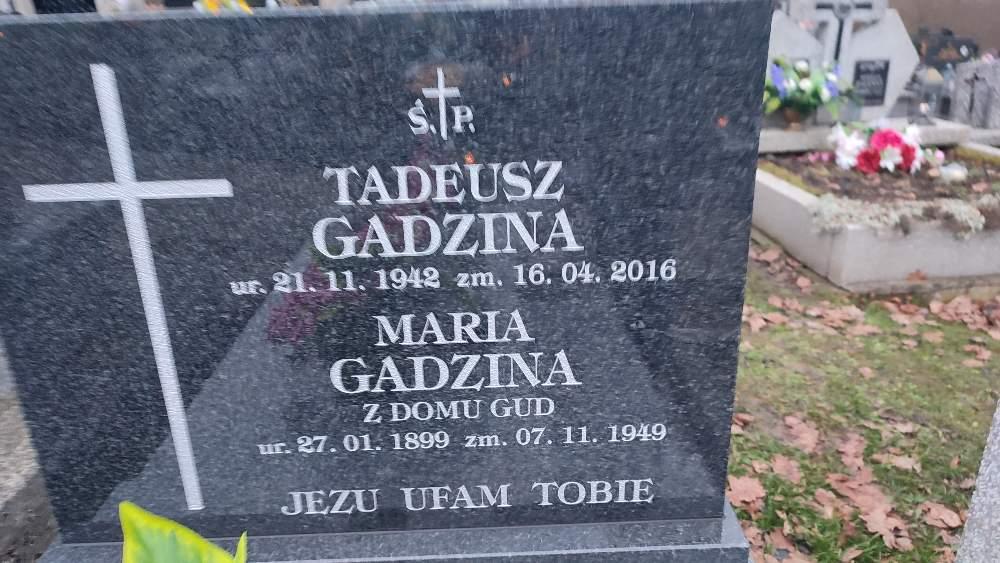 Ś.P.
TADEUSZ
GADZINA
ur. 21. 11. 1942 zm. 16. 04. 2016
MARIA
GADZINA
Z DOMU GUD
ur. 27. 01. 1899 zm. 07. 11. 1949
JEZU UFAM TOBIE